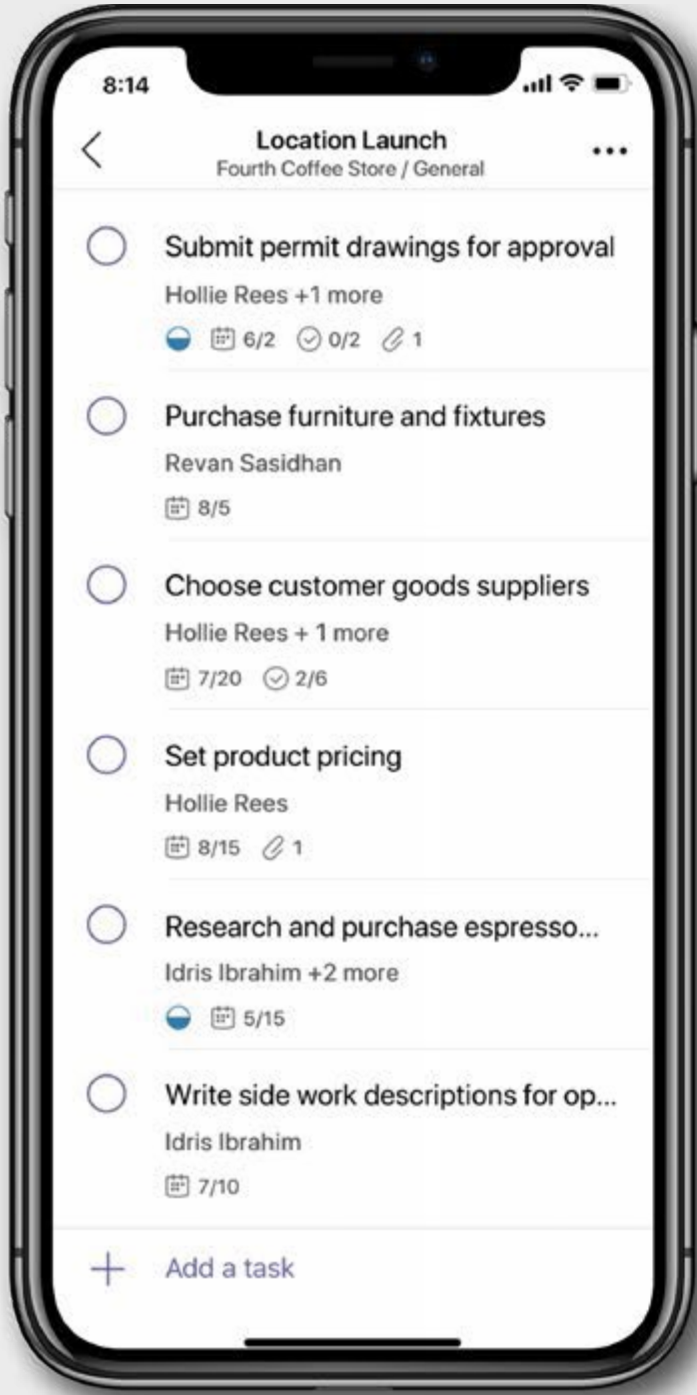 8:14
Location Launch
Fourth Coffee Store / General
Submit permit drawings for approval
Hollie Rees +1 more
6/2 0/2 1
Purchase furniture and fixtures
Revan Sasidhan
8/5
Choose customer goods suppliers
Hollie Rees + 1 more
7/20 2/6
Set product pricing
Hollie Rees
8/15 1
Research and purchase espresso...
Idris Ibrahim +2 more
5/15
Write side work descriptions for op...
Idris Ibrahim
7/10
Add a task